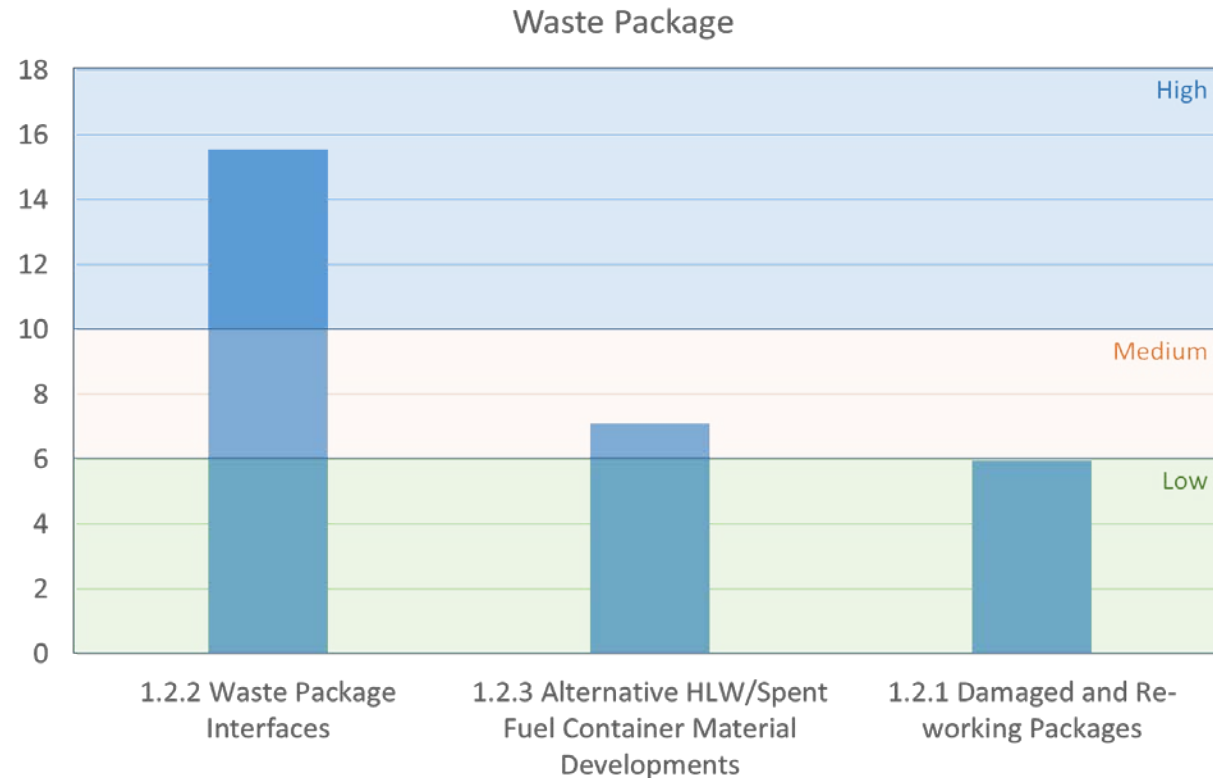 Waste Package
18
High
16
14
12
10
Medium
8
6
Low
4
2
0
1.2.2 Waste Package
Interfaces
1.2.3 Alternative HLW/Spent
Fuel Container Material
Developments
1.2.1 Damaged and Re-
working Packages